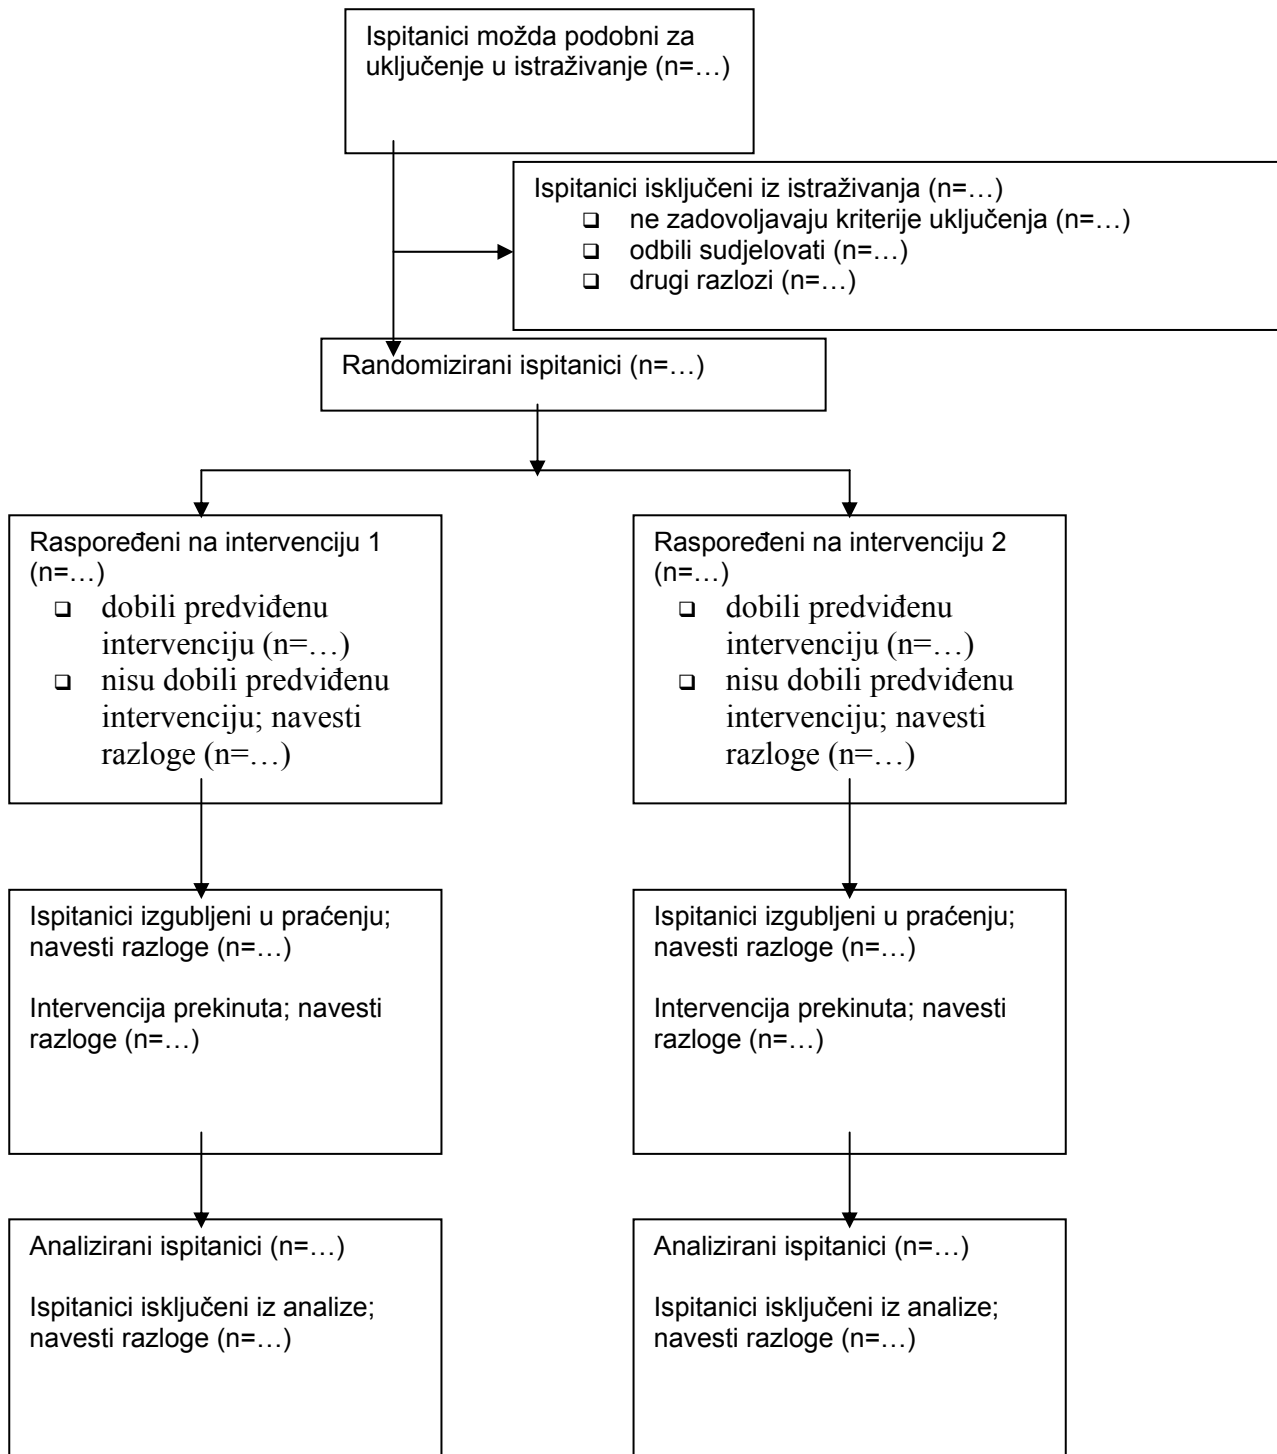 Ispitanici možda podobni za
uključenje u istraživanje (n=…)
Ispitanici isključeni iz istraživanja (n=…)
❑ ne zadovoljavaju kriterije uključenja (n=…)
❑ odbili sudjelovati (n=…)
❑ drugi razlozi (n=…)
Randomizirani ispitanici (n=…)
Raspoređeni na intervenciju 1
(n=…)
❑ dobili predviđenu
intervenciju (n=…)
❑ nisu dobili predviđenu
intervenciju; navesti
razloge (n=…)
Raspoređeni na intervenciju 2
(n=…)
❑ dobili predviđenu
intervenciju (n=…)
❑ nisu dobili predviđenu
intervenciju; navesti
razloge (n=…)
Ispitanici izgubljeni u praćenju;
navesti razloge (n=…)
Intervencija prekinuta; navesti
razloge (n=…)
Ispitanici izgubljeni u praćenju;
navesti razloge (n=…)
Intervencija prekinuta; navesti
razloge (n=…)
Analizirani ispitanici (n=…)
Ispitanici isključeni iz analize;
navesti razloge (n=…)
Analizirani ispitanici (n=…)
Ispitanici isključeni iz analize;
navesti razloge (n=…)